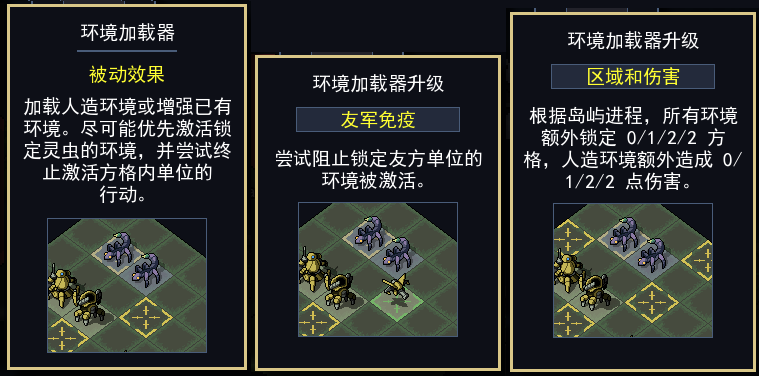 环境加载器
被动效果
加载人造环境或增强已有
环境。尽可能优先激活锁
定灵虫的环境，并尝试终
止激活方格内单位的
行动。
环境加载器升级
友军免疫
尝试阻止锁定友方单位的
环境被激活。
环境加载器升级
区域和伤害
根据岛屿进程，所有环境
额外锁定 0/1/2/2 方
格，人造环境额外造成 0/
1/2/2 点伤害。